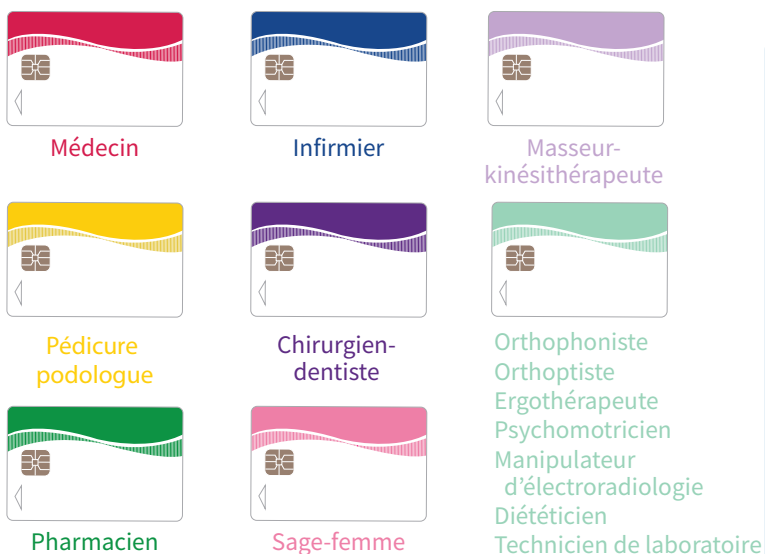 Médecin
Infirmier
Masseur-
kinésithérapeute
Pédicure
podologue
Chirurgien-
dentiste
Orthophoniste
Orthoptiste
Ergothérapeute
Psychomotricien
Manipulateur
d'électroradiologie
Diététicien
Technicien de laboratoire
Pharmacien
Sage-femme